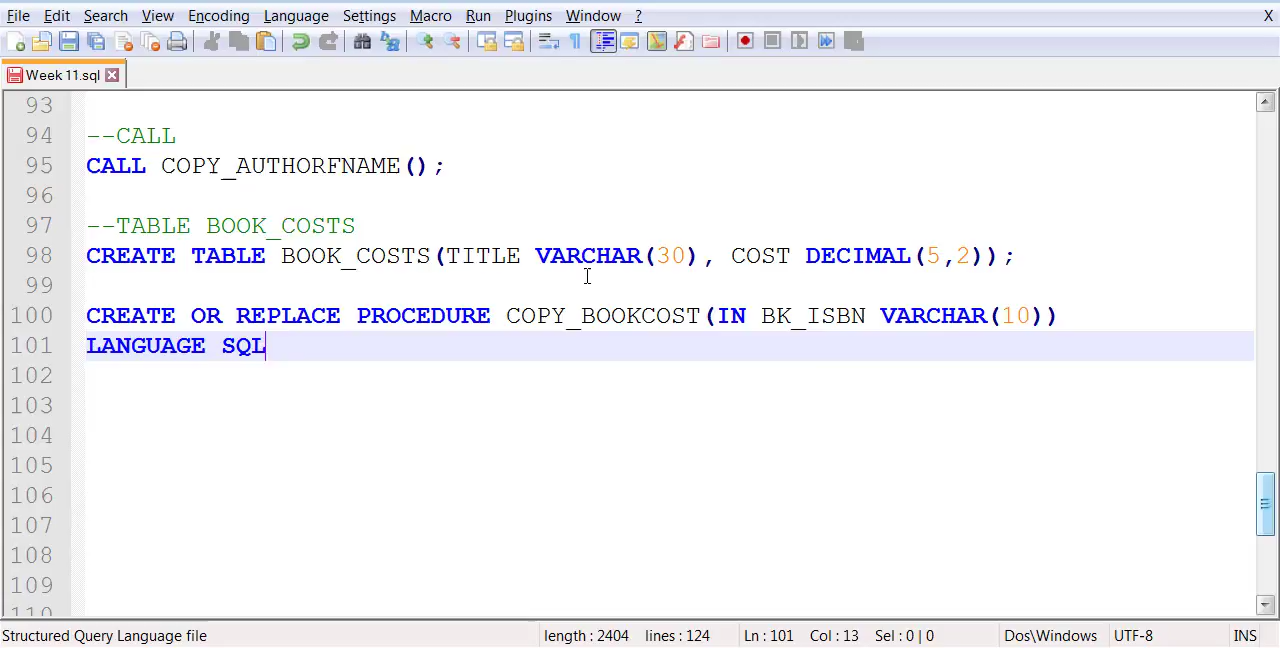 File Edit Search View Encoding Language Settings Macro Run Plugins Window ? X
Week 11.sql
93
94 --CALL
95 CALL COPY_AUTHORFNAME();
96
97 --TABLE BOOK_COSTS
98 CREATE TABLE BOOK_COSTS(TITLE VARCHAR(30), COST DECIMAL(5,2));
99
100 CREATE OR REPLACE PROCEDURE COPY_BOOKCOST(IN BK_ISBN VARCHAR(10))
101 LANGUAGE SQL
102
103
104
105
106
107
108
109
110
Structured Query Language file length : 2404 lines : 124 Ln : 101 Col : 13 Sel : 0 | 0 Dos\Windows UTF-8 INS